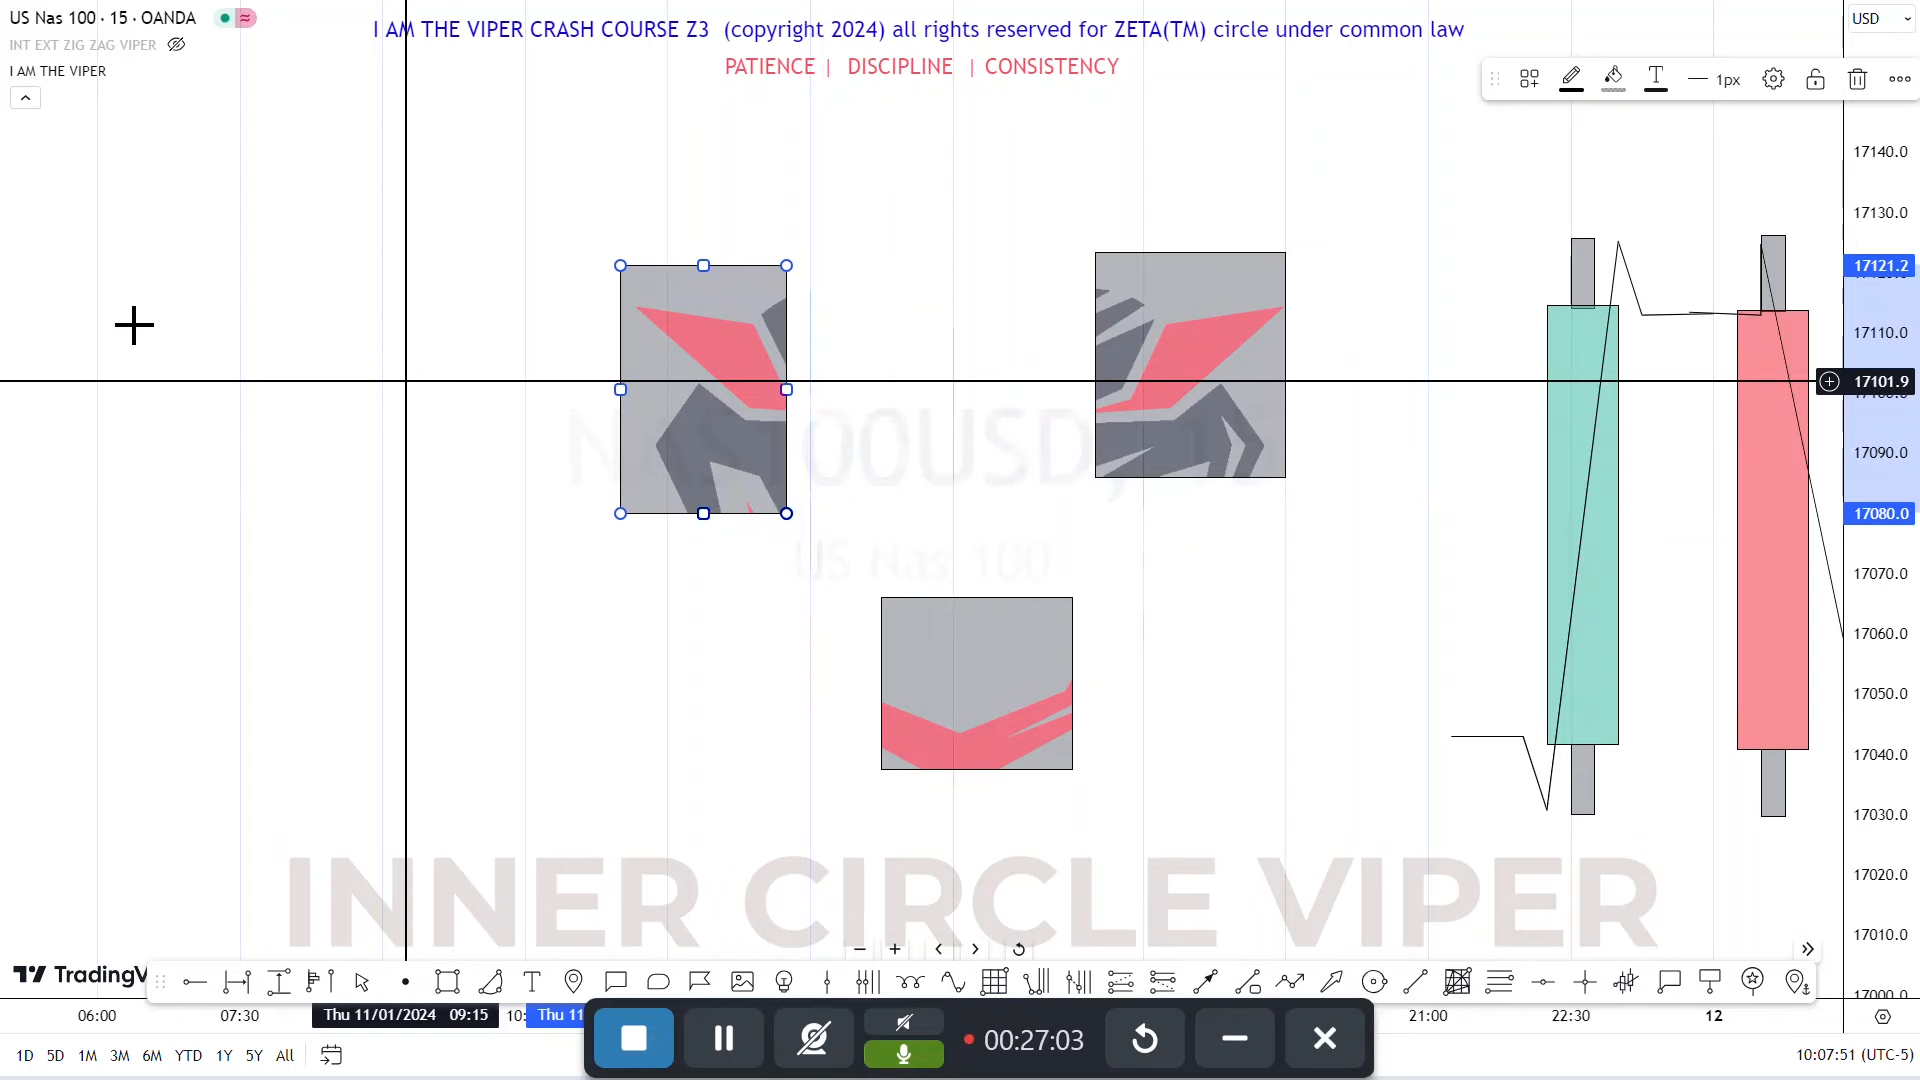 US Nas 100 · 15 · OANDA
INT EXT ZIG ZAG VIPER
I AM THE VIPER
I AM THE VIPER CRASH COURSE Z3 (copyright 2024) all rights reserved for ZETA(TM) circle under common law
PATIENCE | DISCIPLINE | CONSISTENCY
USD
1px
17140.0
17130.0
17121.2
17110.0
17101.9
17090.0
17080.0
17070.0
17060.0
17050.0
17040.0
17030.0
17020.0
17010.0
17000.0
NAS100USD, 15
US Nas 100
INNER CIRCLE VIPER
TradingV
06:00
07:30
Thu 11/01/2024 09:15
10:
Thu 11
21:00
22:30
12
1D 5D 1M 3M 6M YTD 1Y 5Y All
00:27:03
10:07:51 (UTC-5)